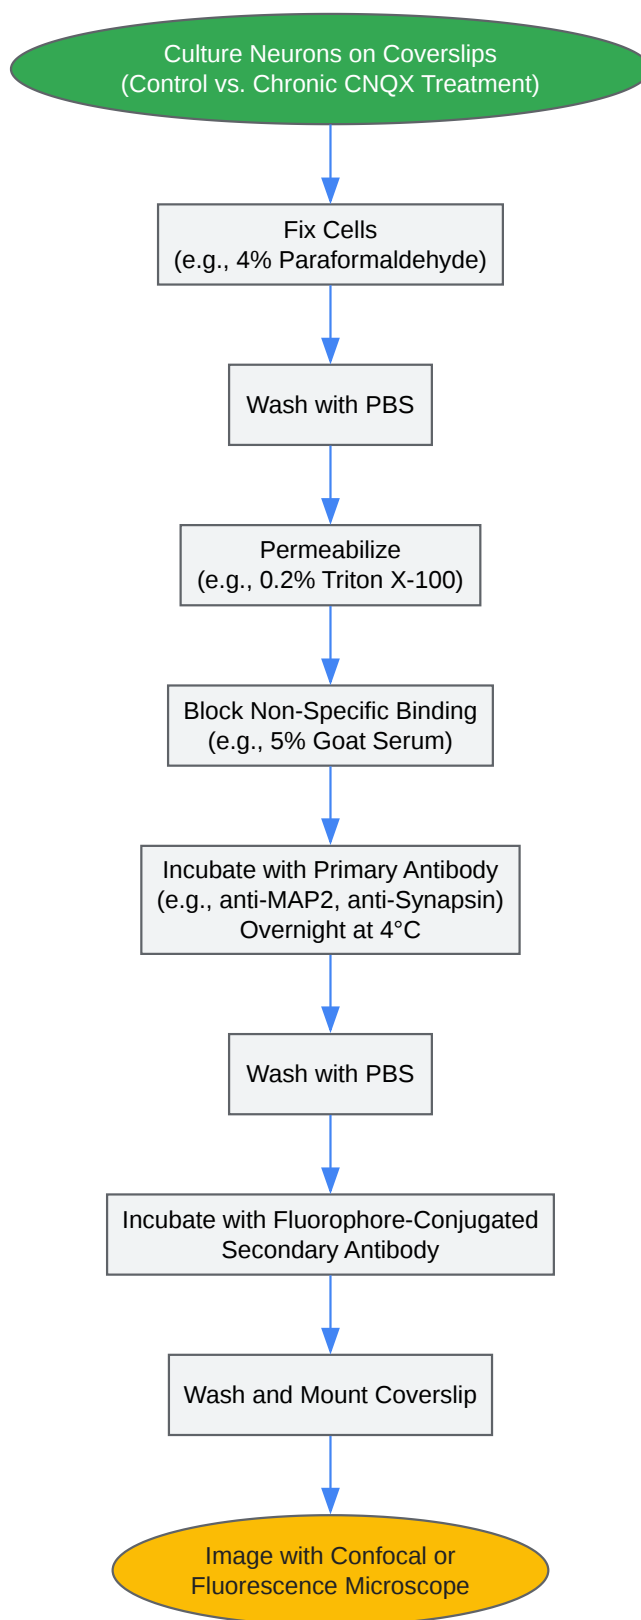 Culture Neurons on Coverslips
(Control vs. Chronic CNQX Treatment)
Fix Cells
(e.g., 4% Paraformaldehyde)
Wash with PBS
Permeabilize
(e.g., 0.2% Triton X-100)
Block Non-Specific Binding
(e.g., 5% Goat Serum)
Incubate with Primary Antibody
(e.g., anti-MAP2, anti-Synapsin)
Overnight at 4°C
Wash with PBS
Incubate with Fluorophore-Conjugated
Secondary Antibody
Wash and Mount Coverslip
Image with Confocal or
Fluorescence Microscope